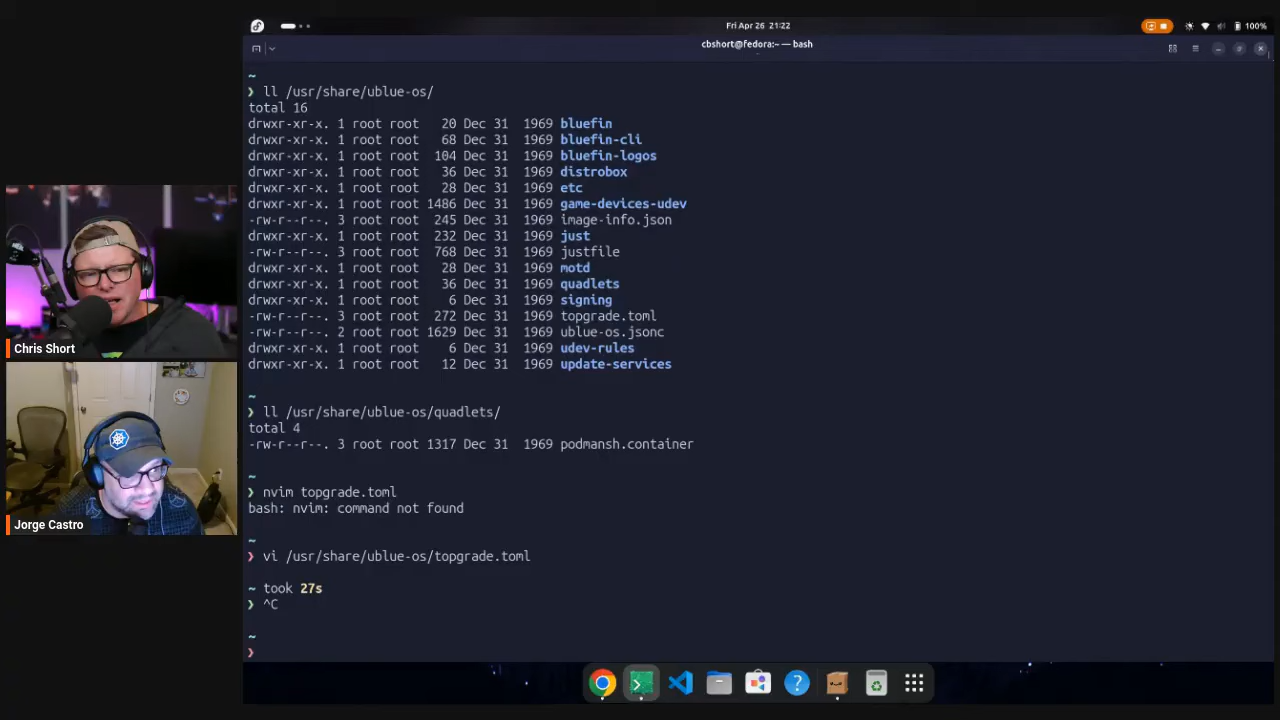 Fri Apr 26 21:22
100%
cbshort@fedora:~ — bash
~
❯ ll /usr/share/ublue-os/
total 16
drwxr-xr-x. 1 root root 20 Dec 31 1969 bluefin
drwxr-xr-x. 1 root root 68 Dec 31 1969 bluefin-cli
drwxr-xr-x. 1 root root 104 Dec 31 1969 bluefin-logos
drwxr-xr-x. 1 root root 36 Dec 31 1969 distrobox
drwxr-xr-x. 1 root root 28 Dec 31 1969 etc
drwxr-xr-x. 1 root root 1486 Dec 31 1969 game-devices-udev
-rw-r--r--. 3 root root 245 Dec 31 1969 image-info.json
drwxr-xr-x. 1 root root 232 Dec 31 1969 just
-rw-r--r--. 3 root root 768 Dec 31 1969 justfile
drwxr-xr-x. 1 root root 28 Dec 31 1969 motd
drwxr-xr-x. 1 root root 36 Dec 31 1969 quadlets
drwxr-xr-x. 1 root root 6 Dec 31 1969 signing
-rw-r--r--. 3 root root 272 Dec 31 1969 topgrade.toml
-rw-r--r--. 2 root root 1629 Dec 31 1969 ublue-os.jsonc
drwxr-xr-x. 1 root root 6 Dec 31 1969 udev-rules
drwxr-xr-x. 1 root root 12 Dec 31 1969 update-services
~
❯ ll /usr/share/ublue-os/quadlets/
total 4
-rw-r--r--. 3 root root 1317 Dec 31 1969 podmansh.container
~
❯ nvim topgrade.toml
bash: nvim: command not found
~
❯ vi /usr/share/ublue-os/topgrade.toml
~ took 27s
❯ ^C
~
❯
Chris Short
Jorge Castro